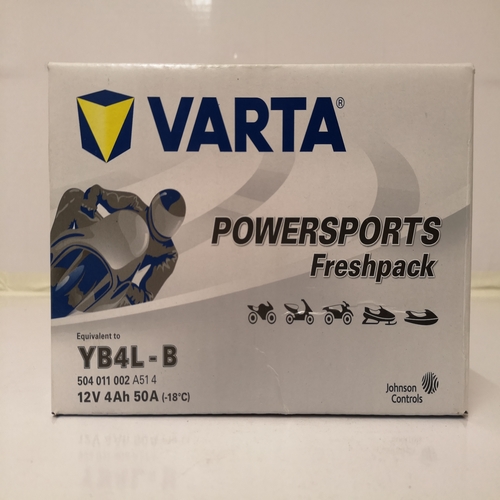 VARTA®
POWERSPORTS
Freshpack
Equivalent to
YB4L - B
504 011 002 A51 4
12V 4Ah 50A (-18°C)
Johnson
Controls